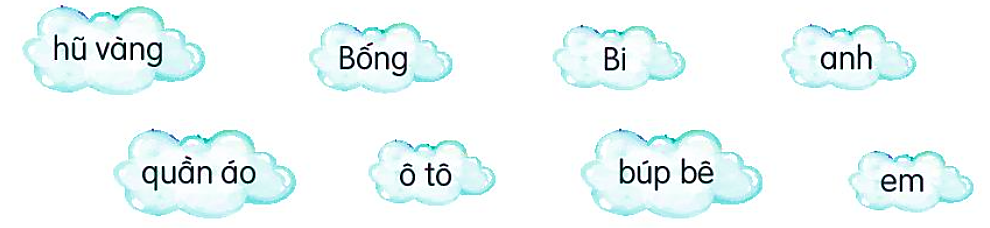 hũ vàng
Bống
Bi
anh
quần áo
ô tô
búp bê
em